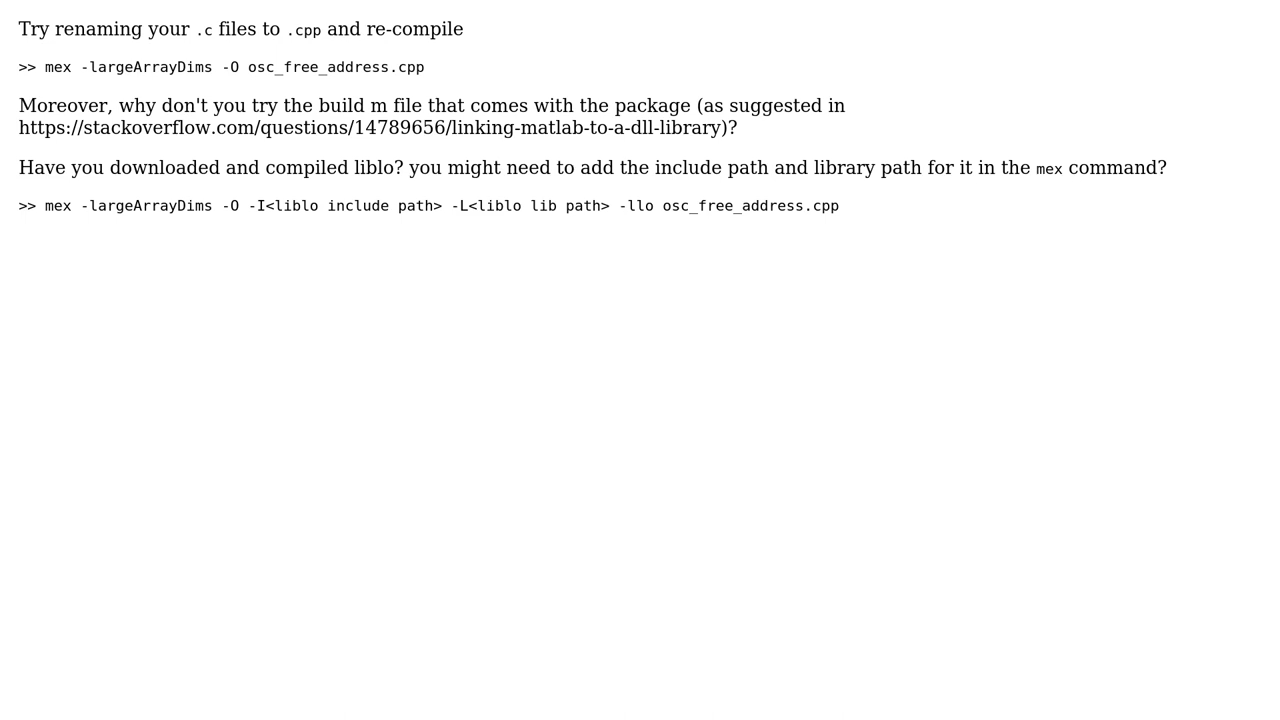 Try renaming your .c files to .cpp and re-compile
>> mex -largeArrayDims -O osc_free_address.cpp
Moreover, why don't you try the build m file that comes with the package (as suggested in
https://stackoverflow.com/questions/14789656/linking-matlab-to-a-dll-library)?
Have you downloaded and compiled liblo? you might need to add the include path and library path for it in the mex command?
>> mex -largeArrayDims -O -I<liblo include path> -L<liblo lib path> -llo osc_free_address.cpp